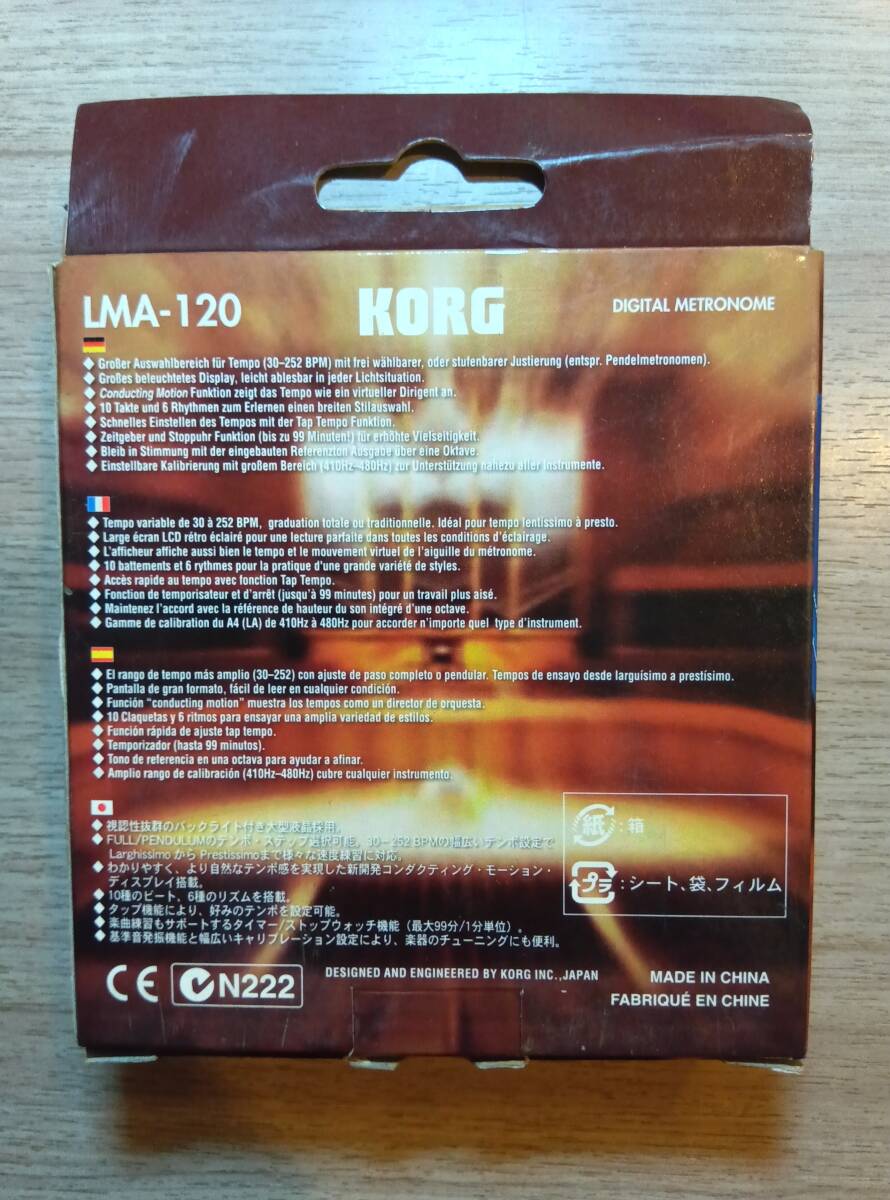 LMA-120 KORG DIGITAL METRONOME
◆ Großer Auswahlbereich für Tempo (30–252 BPM) mit frei wählbarer, oder stufenbarer Justierung (entspr. Pendelmetronomen).
◆ Großes beleuchtetes Display, leicht ablesbar in jeder Lichtsituation.
◆ Conducting Motion Funktion zeigt das Tempo wie ein virtueller Dirigent an.
◆ 10 Takte und 6 Rhythmen zum Erlernen einen breiten Stilauswahl.
◆ Schnelles Einstellen des Tempos mit der Tap Tempo Funktion.
◆ Zeitgeber und Stoppuhr Funktion (bis zu 99 Minuten!) für erhöhte Vielseitigkeit.
◆ Bleib in Stimmung mit der eingebauten Referenzton Ausgabe über eine Oktave.
◆ Einstellbare Kalibrierung mit großem Bereich (410Hz–480Hz) zur Unterstützung nahezu aller Instrumente.
◆ Tempo variable de 30 à 252 BPM, graduation totale ou traditionnelle. Idéal pour tempo lentissimo à presto.
◆ Large écran LCD rétro éclairé pour une lecture parfaite dans toutes les conditions d'éclairage.
◆ L'afficheur affiche aussi bien le tempo et le mouvement virtuel de l'aiguille du métronome.
◆ 10 battements et 6 rythmes pour la pratique d'une grande variété de styles.
◆ Accès rapide au tempo avec fonction Tap Tempo.
◆ Fonction de temporisateur et d'arrêt (jusqu'à 99 minutes) pour un travail plus aisé.
◆ Maintenez l'accord avec la référence de hauteur du son intégré d'une octave.
◆ Gamme de calibration du A4 (LA) de 410Hz à 480Hz pour accorder n'importe quel type d'instrument.
◆ El rango de tempo más amplio (30–252) con ajuste de paso completo o pendular. Tempos de ensayo desde larguísimo a prestísimo.
◆ Pantalla de gran formato, fácil de leer en cualquier condición.
◆ Función "conducting motion" muestra los tempos como un director de orquesta.
◆ 10 Claquetas y 6 ritmos para ensayar una amplia variedad de estilos.
◆ Función rápida de ajuste tap tempo.
◆ Temporizador (hasta 99 minutos).
◆ Tono de referencia en una octava para ayudar a afinar.
◆ Amplio rango de calibración (410Hz–480Hz) cubre cualquier instrumento.
◆ 視認性抜群のバックライト付き大型液晶採用。
◆ FULL/PENDULUMのテンポ・ステップ選択可能。30–252 BPMの幅広いテンポ設定で
Larghissimo から Prestissimoまで様々な速度練習に対応。
◆ わかりやすく、より自然なテンポ感を実現した新開発コンダクティング・モーション・
ディスプレイ搭載。
◆ 10種のビート、6種のリズムを搭載。
◆ タップ機能により、好みのテンポを設定可能。
◆ 楽曲練習もサポートするタイマー/ストップウォッチ機能（最大99分/1分単位）。
◆ 基準音発振機能と幅広いキャリブレーション設定により、楽器のチューニングにも便利。
紙：箱
プラ：シート、袋、フィルム
CE N222 DESIGNED AND ENGINEERED BY KORG INC., JAPAN
MADE IN CHINA
FABRIQUÉ EN CHINE